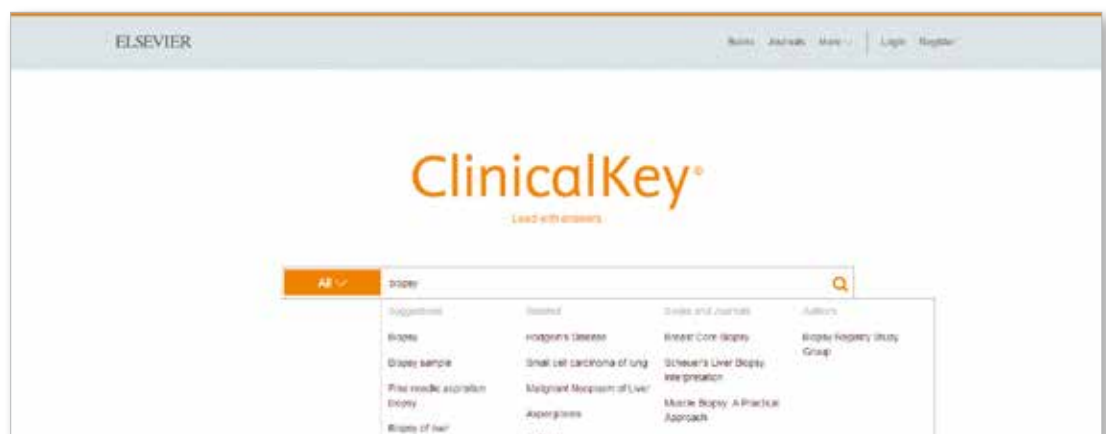 ELSEVIER
Books Journals More Login Register
ClinicalKey
Lead with answers
All biopsy
Suggestions Related Books and Journals Authors
Biopsy Hodgkin's Disease Breast Core Biopsy Biopsy Registry Study
Group
Biopsy sample Small cell carcinoma of lung Scheuer's Liver Biopsy
Interpretation
Fine needle aspiration Malignant Neoplasm of Liver
biopsy
Muscle Biopsy: A Practical
Approach
Biopsy of liver Aspergillosis